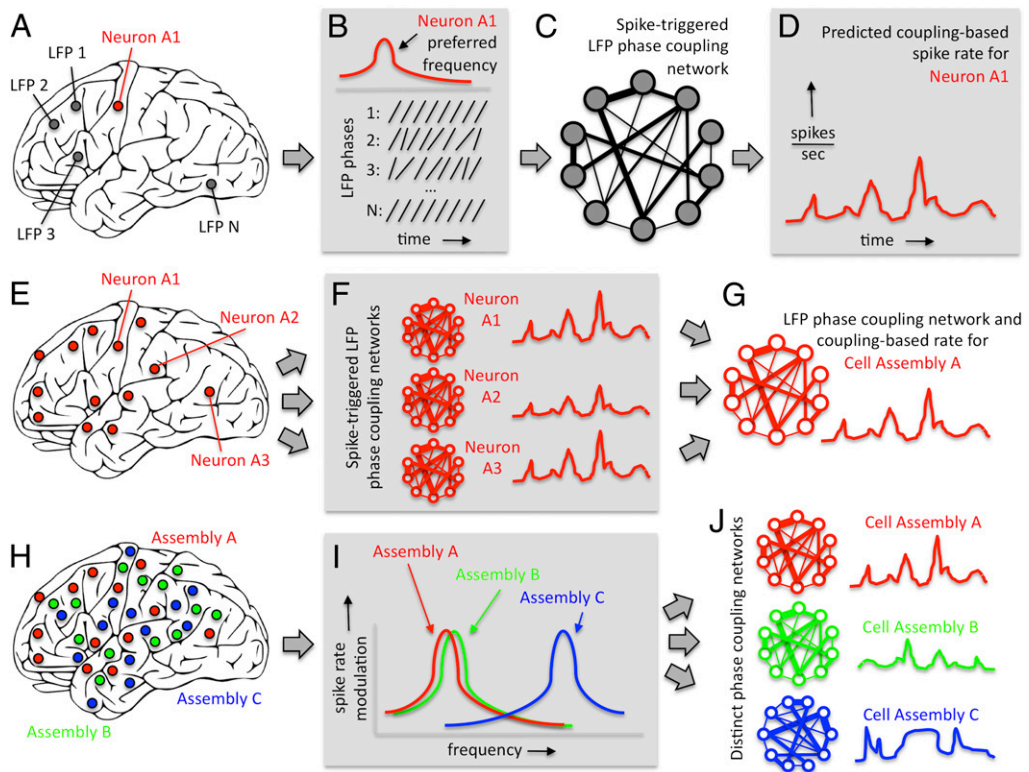 A
Neuron A1
LFP 1
LFP 2
LFP 3
LFP N
B
Neuron A1
preferred
frequency
LFP phases
1:
2:
3:
...
N:
time
C
Spike-triggered
LFP phase coupling
network
D
Predicted coupling-based
spike rate for
Neuron A1
spikes
sec
time
E
Neuron A1
Neuron A2
Neuron A3
F
Spike-triggered LFP
phase coupling networks
Neuron
A1
Neuron
A2
Neuron
A3
G
LFP phase coupling network and
coupling-based rate for
Cell Assembly A
H
Assembly A
Assembly C
Assembly B
I
Assembly A
Assembly B
Assembly C
spike rate
modulation
frequency
J
Distinct phase coupling networks
Cell Assembly A
Cell Assembly B
Cell Assembly C